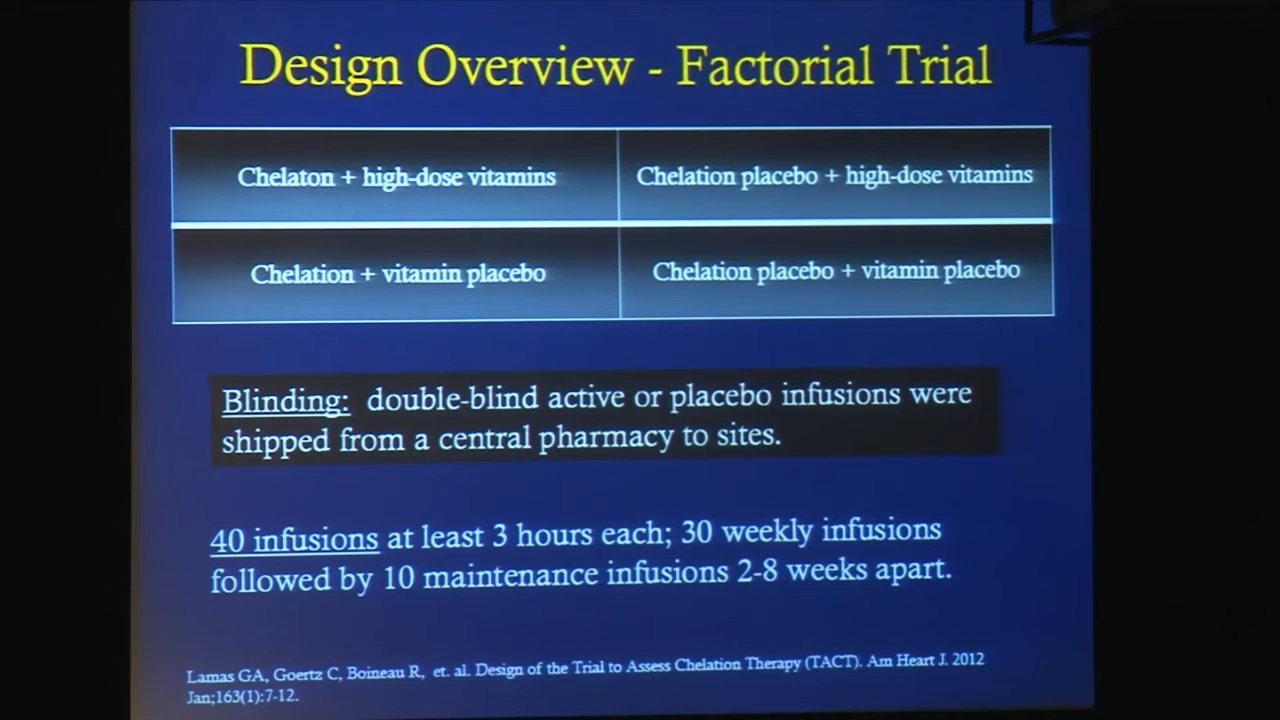 Design Overview - Factorial Trial
Chelaton + high-dose vitamins
Chelation placebo + high-dose vitamins
Chelation + vitamin placebo
Chelation placebo + vitamin placebo
Blinding: double-blind active or placebo infusions were
shipped from a central pharmacy to sites.
40 infusions at least 3 hours each; 30 weekly infusions
followed by 10 maintenance infusions 2-8 weeks apart.
Lamas GA, Goertz C, Boineau R, et. al. Design of the Trial to Assess Chelation Therapy (TACT). Am Heart J. 2012
Jan;163(1):7-12.